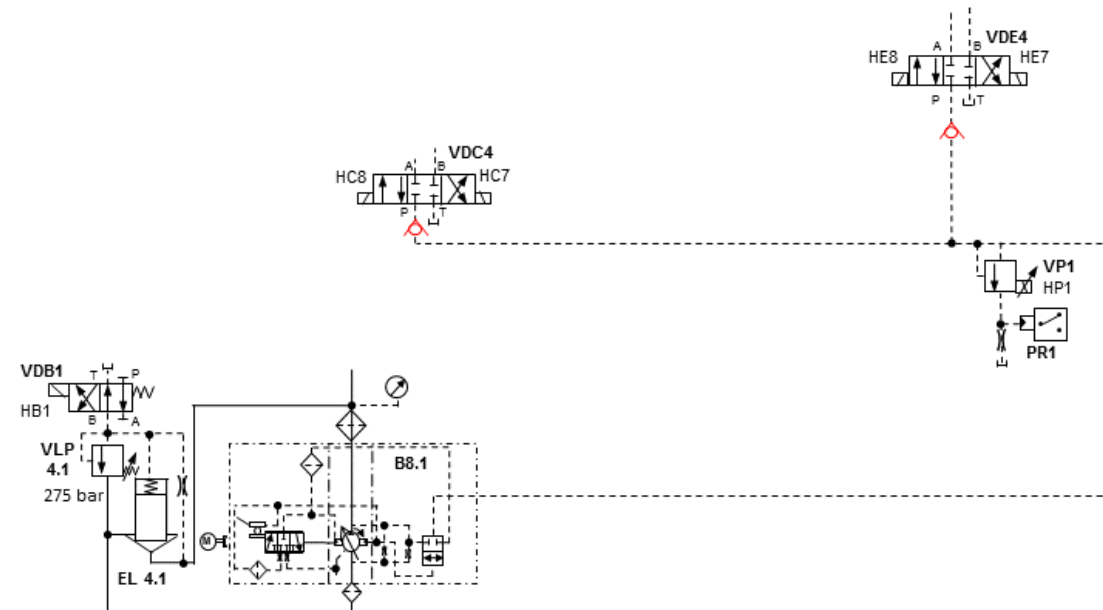 A B VDE4
HE8 HE7
P T
A B VDC4
HC8 HC7
P T
VP1
HP1
PR1
VDB1 T P
HB1 B A
VLP
4.1
275 bar
B8.1
M
EL 4.1